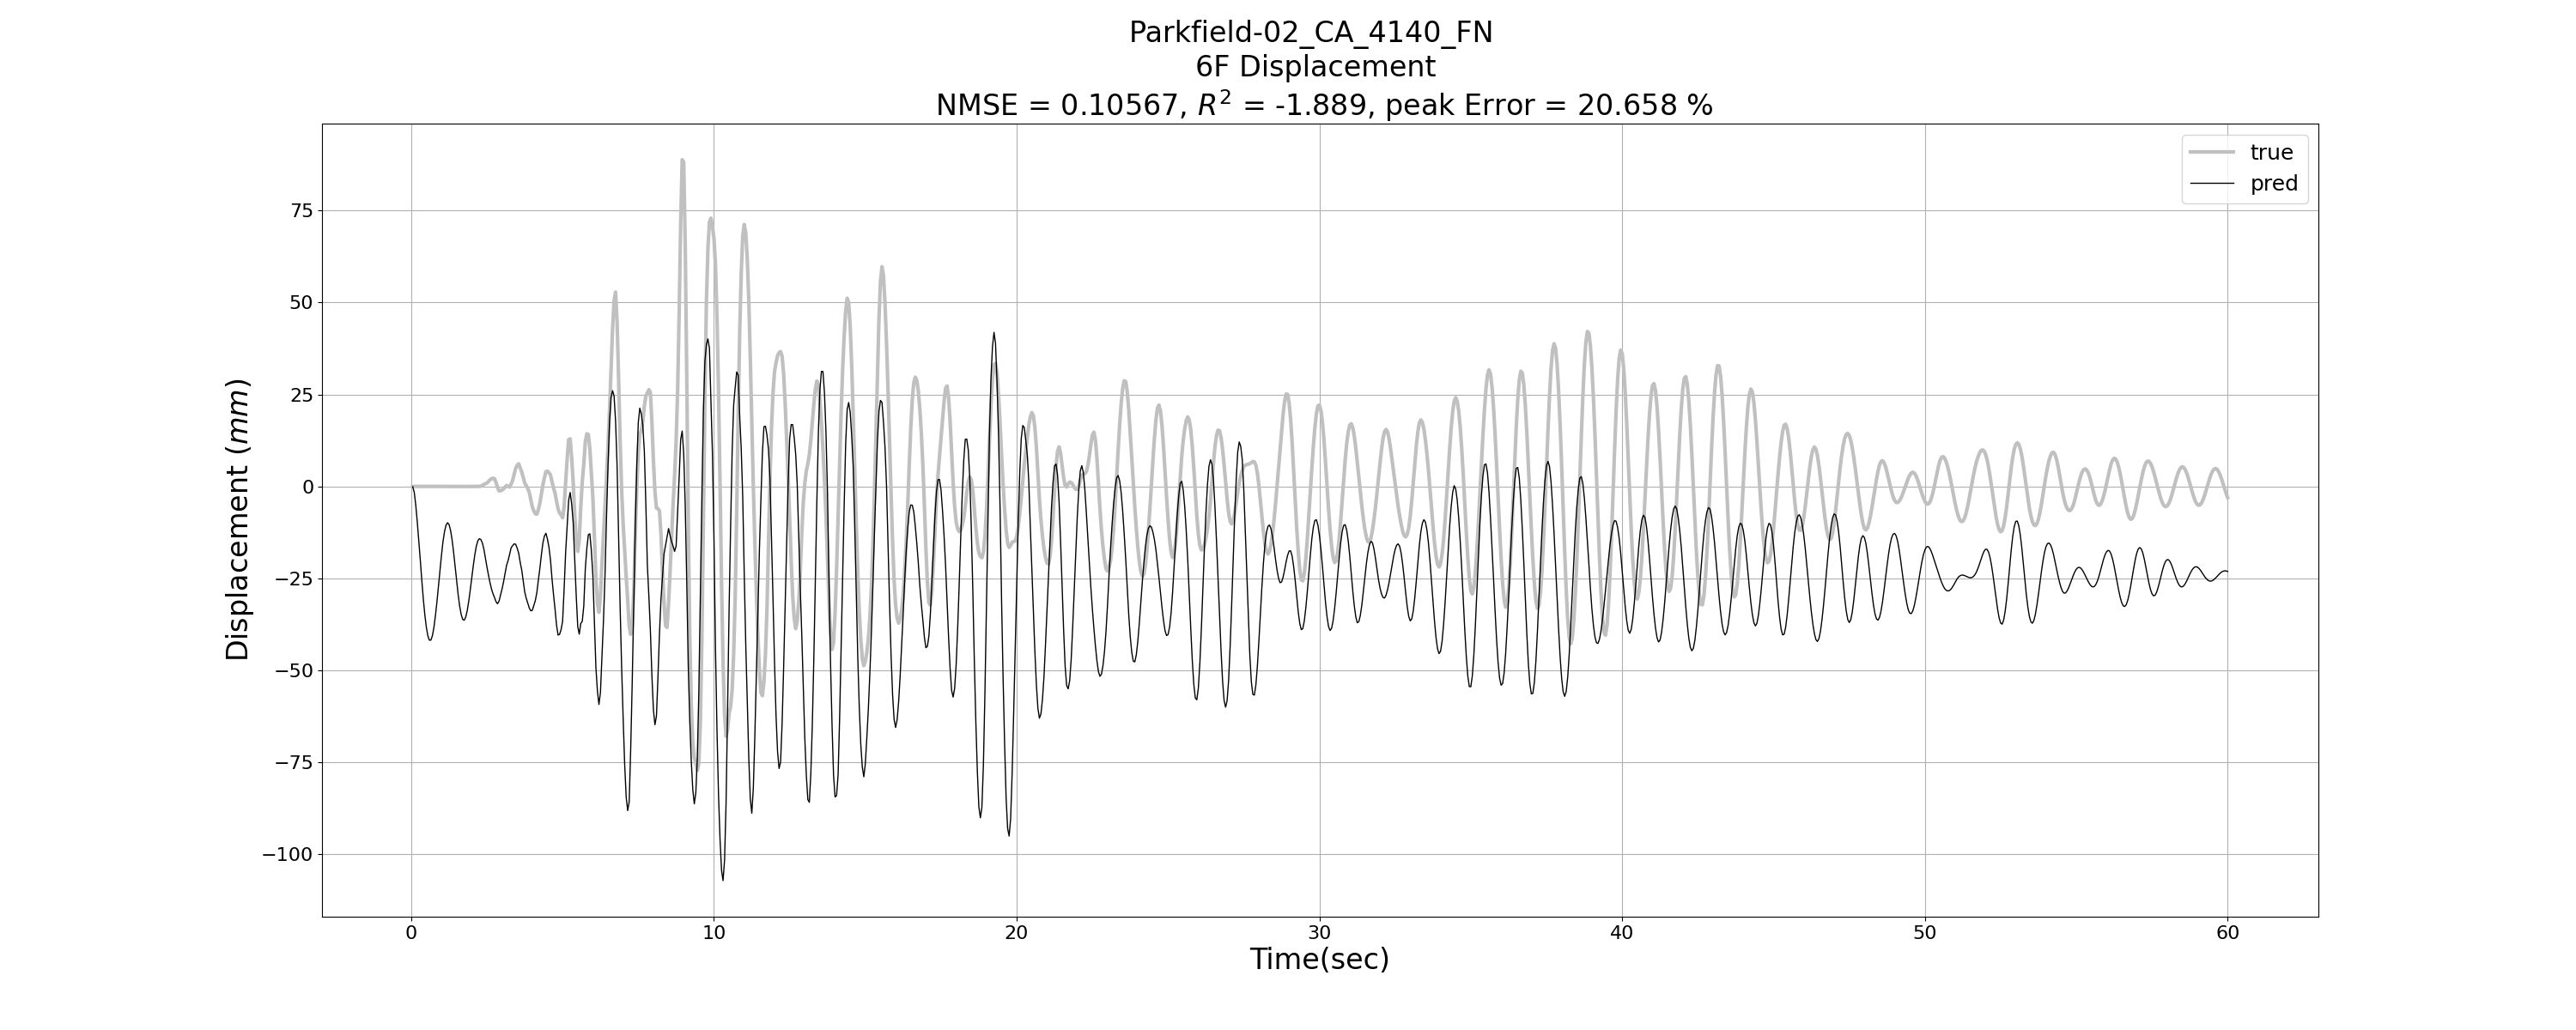 Parkfield-02_CA_4140_FN
6F Displacement
NMSE = 0.10567, R² = -1.889, peak Error = 20.658 %
true
pred
75
50
25
0
−25
−50
−75
−100
Displacement (mm)
0 10 20 30 40 50 60
Time(sec)